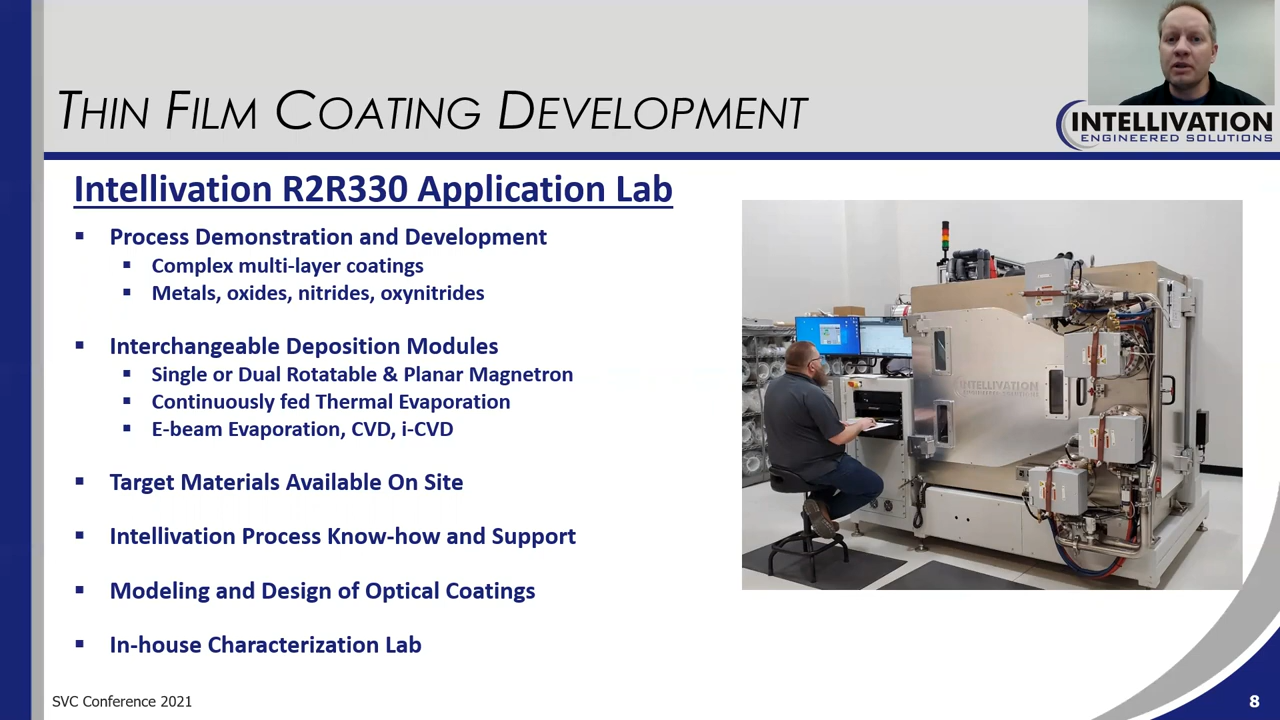 THIN FILM COATING DEVELOPMENT
INTELLIVATION
ENGINEERED SOLUTIONS
Intellivation R2R330 Application Lab
▪ Process Demonstration and Development
▪ Complex multi-layer coatings
▪ Metals, oxides, nitrides, oxynitrides
▪ Interchangeable Deposition Modules
▪ Single or Dual Rotatable & Planar Magnetron
▪ Continuously fed Thermal Evaporation
▪ E-beam Evaporation, CVD, i-CVD
▪ Target Materials Available On Site
▪ Intellivation Process Know-how and Support
▪ Modeling and Design of Optical Coatings
▪ In-house Characterization Lab
INTELLIVATION
SVC Conference 2021
8